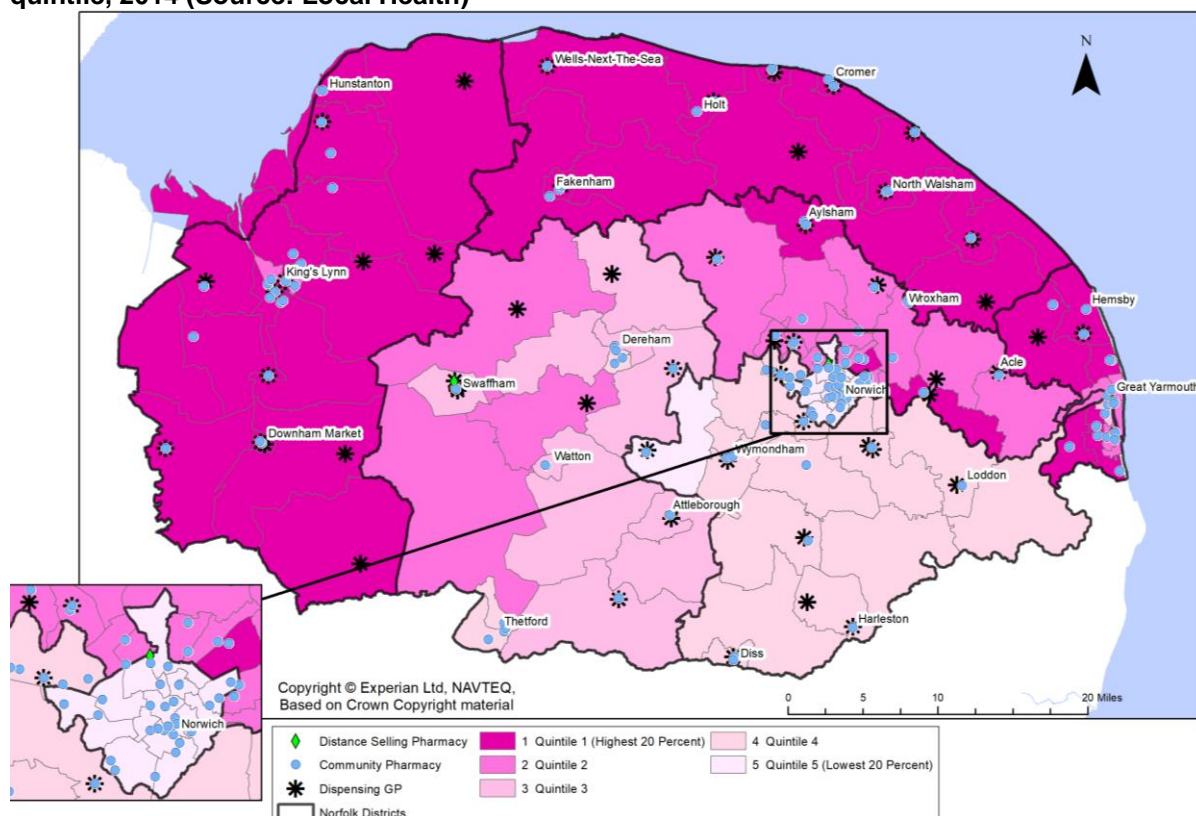 quintile, 2014 (Source: Local Health)
N
Wells-Next-The-Sea
Cromer
Hunstanton
Holt
Fakenham
North Walsham
Aylsham
King's Lynn
Wroxham
Hemsby
Dereham
Acle
Swaffham
Norwich
Great Yarmouth
Downham Market
Watton
Wymondham
Loddon
Attleborough
Thetford
Harleston
Diss
Norwich
Copyright © Experian Ltd, NAVTEQ,
Based on Crown Copyright material
0 5 10 20 Miles
Distance Selling Pharmacy
Community Pharmacy
Dispensing GP
Norfolk Districts
1 Quintile 1 (Highest 20 Percent)
2 Quintile 2
3 Quintile 3
4 Quintile 4
5 Quintile 5 (Lowest 20 Percent)